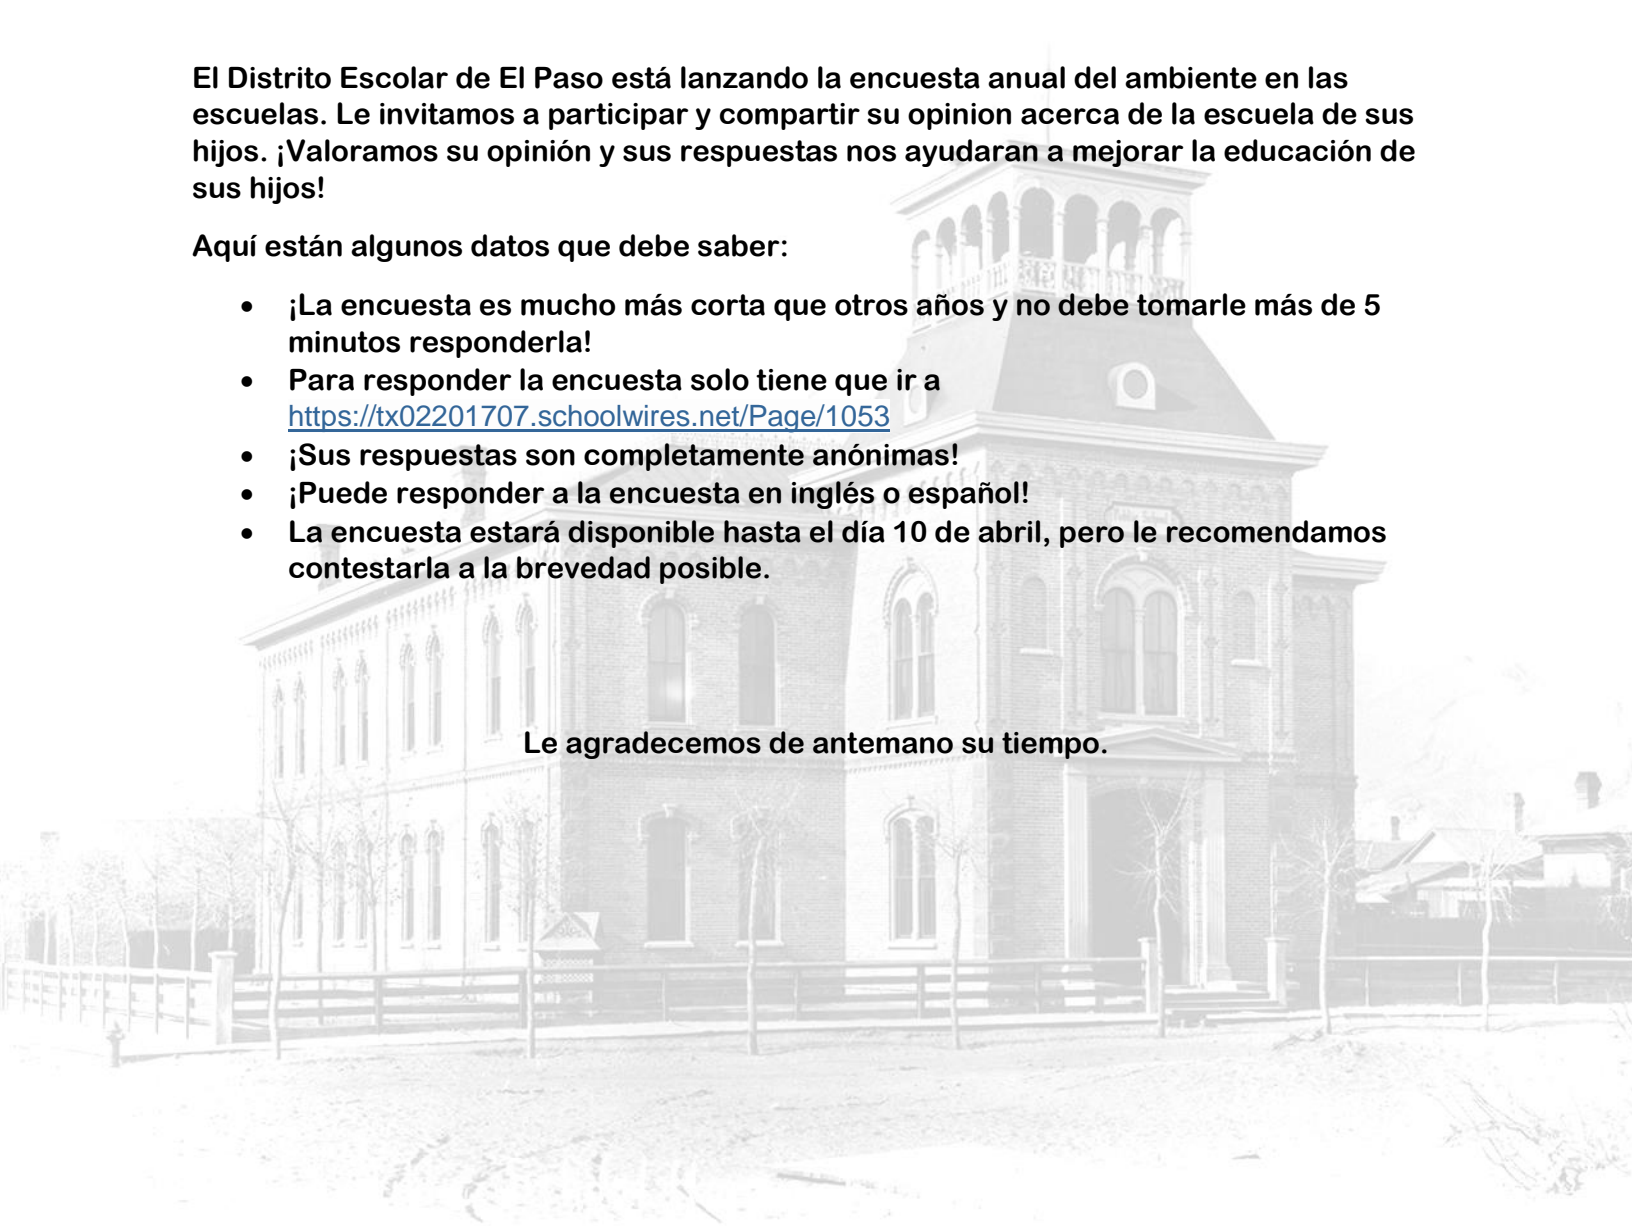 El Distrito Escolar de El Paso está lanzando la encuesta anual del ambiente en las
escuelas. Le invitamos a participar y compartir su opinion acerca de la escuela de sus
hijos. ¡Valoramos su opinión y sus respuestas nos ayudaran a mejorar la educación de
sus hijos!
Aquí están algunos datos que debe saber:
• ¡La encuesta es mucho más corta que otros años y no debe tomarle más de 5
minutos responderla!
• Para responder la encuesta solo tiene que ir a
https://tx02201707.schoolwires.net/Page/1053
• ¡Sus respuestas son completamente anónimas!
• ¡Puede responder a la encuesta en inglés o español!
• La encuesta estará disponible hasta el día 10 de abril, pero le recomendamos
contestarla a la brevedad posible.
Le agradecemos de antemano su tiempo.